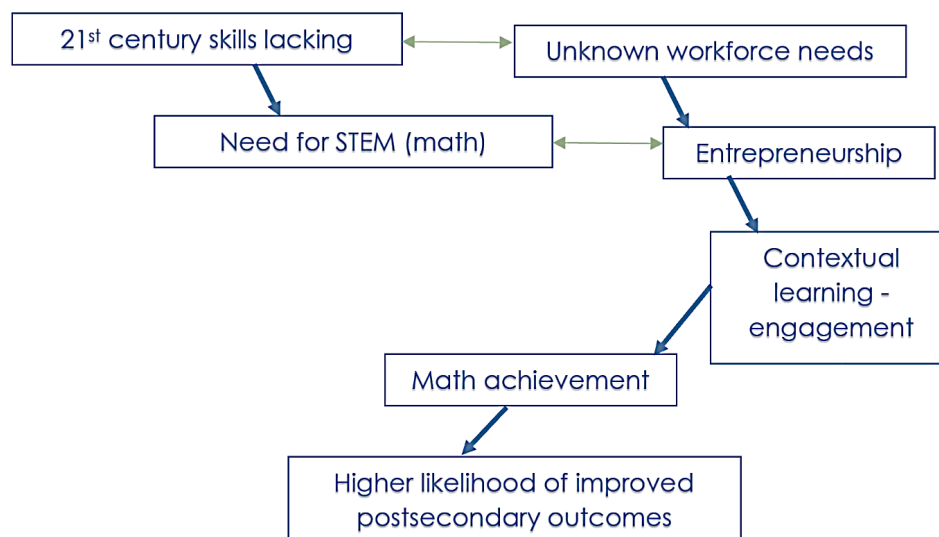 21st century skills lacking
Unknown workforce needs
Need for STEM (math)
Entrepreneurship
Contextual
learning -
engagement
Math achievement
Higher likelihood of improved
postsecondary outcomes